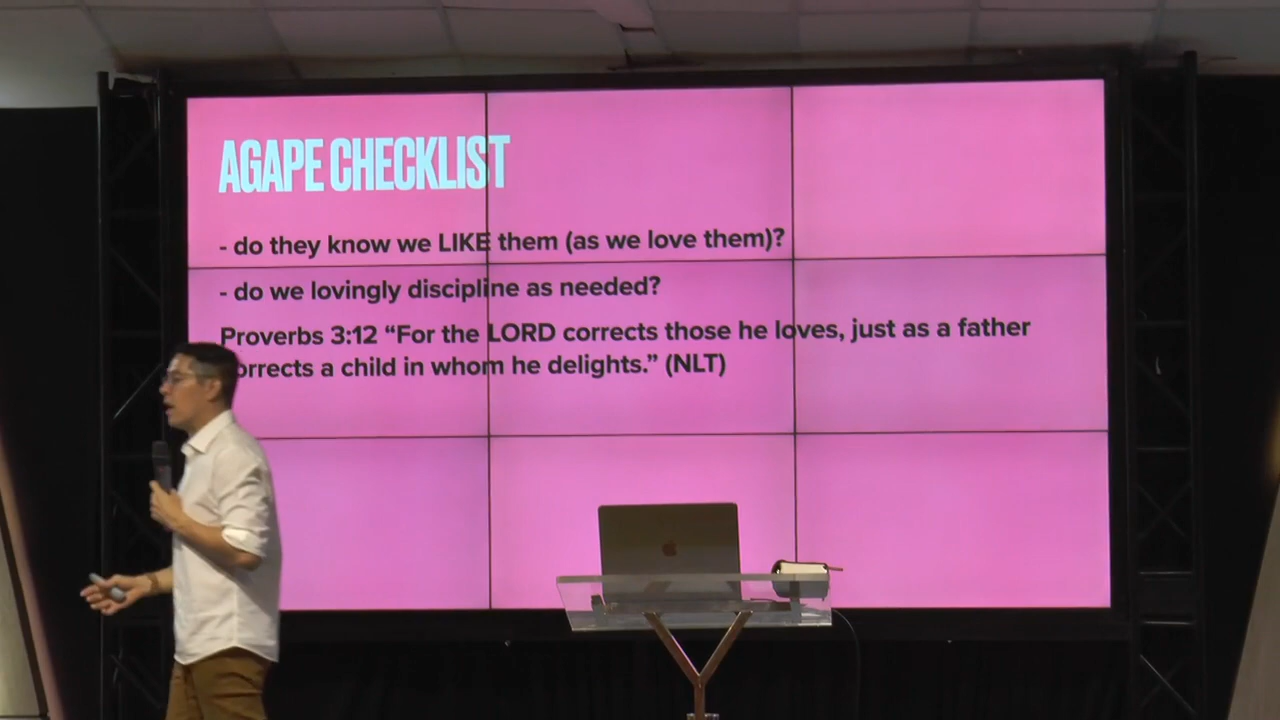 AGAPE CHECKLIST
- do they know we LIKE them (as we love them)?
- do we lovingly discipline as needed?
Proverbs 3:12 “For the LORD corrects those he loves, just as a father
corrects a child in whom he delights.” (NLT)